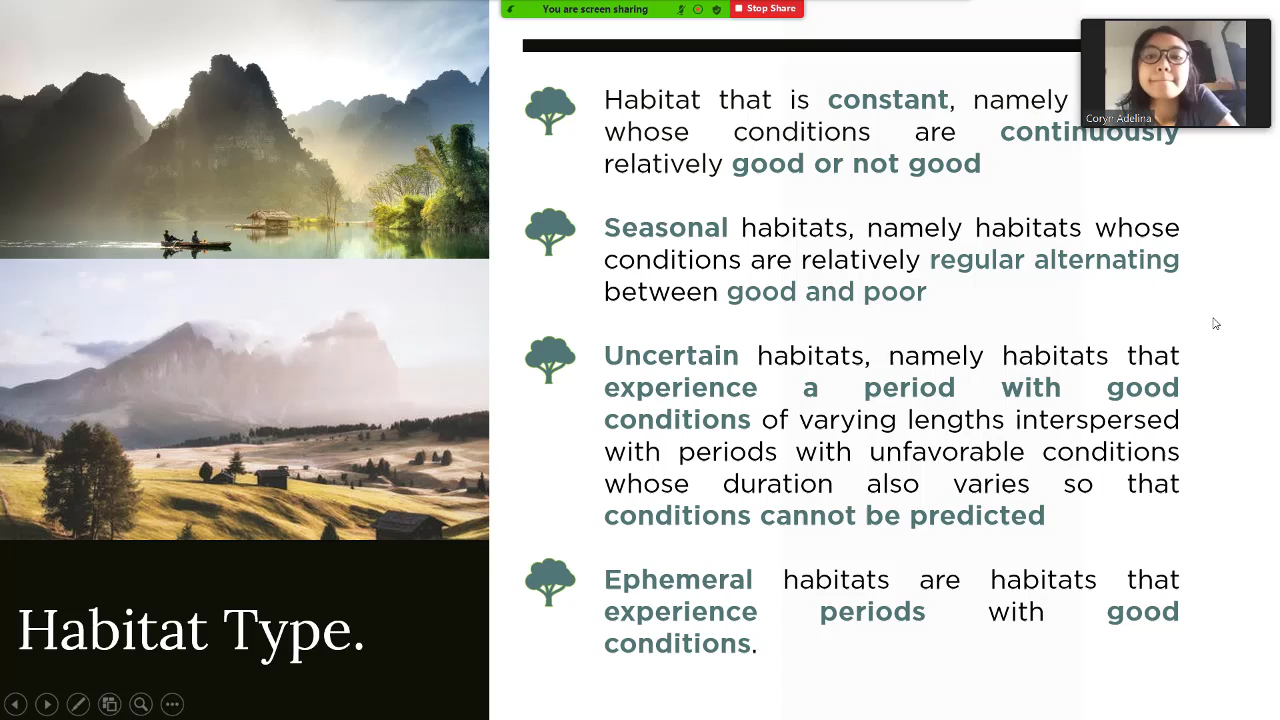 You are screen sharing
Stop Share
Coryn Adelina
Habitat that is constant, namely
whose conditions are continuously
relatively good or not good
Seasonal habitats, namely habitats whose
conditions are relatively regular alternating
between good and poor
Uncertain habitats, namely habitats that
experience a period with good
conditions of varying lengths interspersed
with periods with unfavorable conditions
whose duration also varies so that
conditions cannot be predicted
Ephemeral habitats are habitats that
experience periods with good
conditions.
Habitat Type.